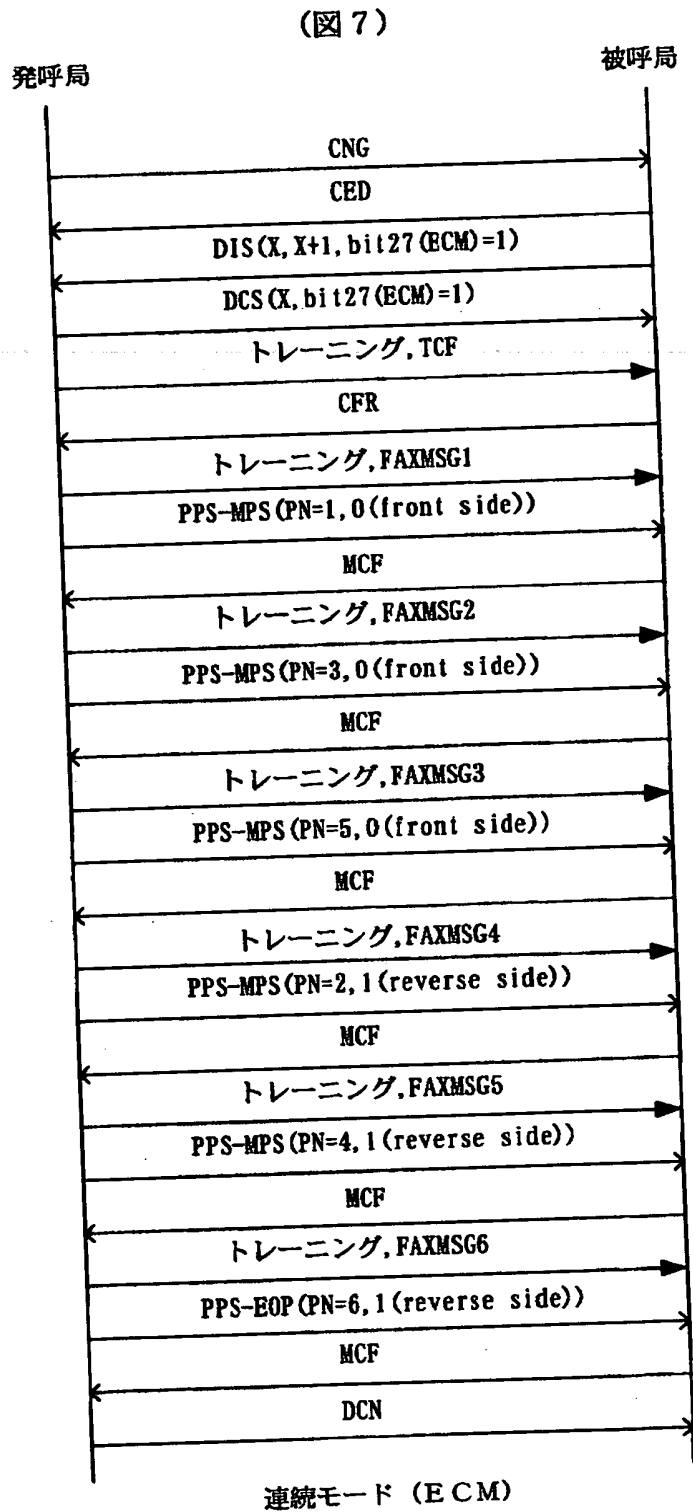 (図7)
発呼局
被呼局
CNG
CED
DIS(X,X+1,bit27(ECM)=1)
DCS(X,bit27(ECM)=1)
トレーニング,TCF
CFR
トレーニング,FAXMSG1
PPS-MPS(PN=1,0(front side))
MCF
トレーニング,FAXMSG2
PPS-MPS(PN=3,0(front side))
MCF
トレーニング,FAXMSG3
PPS-MPS(PN=5,0(front side))
MCF
トレーニング,FAXMSG4
PPS-MPS(PN=2,1(reverse side))
MCF
トレーニング,FAXMSG5
PPS-MPS(PN=4,1(reverse side))
MCF
トレーニング,FAXMSG6
PPS-EOP(PN=6,1(reverse side))
MCF
DCN
連続モード(ECM)